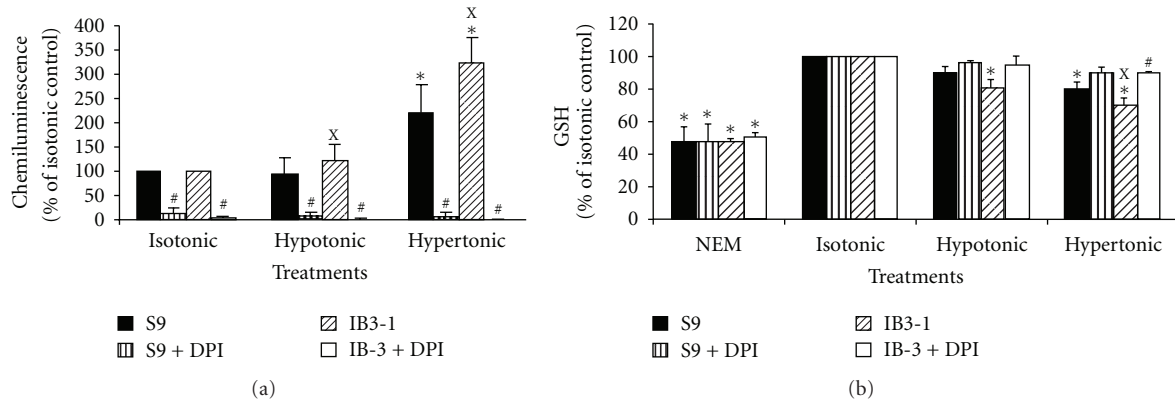 Chemiluminescence
(% of isotonic control)
400
350
300
250
200
150
100
50
0
#
#
X
#
#
*
X
*
#
#
Isotonic
Hypotonic
Hypertonic
Treatments
S9
S9 + DPI
IB3-1
IB-3 + DPI
(a)
GSH
(% of isotonic control)
120
100
80
60
40
20
0
*
*
*
*
*
*
X
*
#
NEM
Isotonic
Hypotonic
Hypertonic
Treatments
S9
S9 + DPI
IB3-1
IB-3 + DPI
(b)